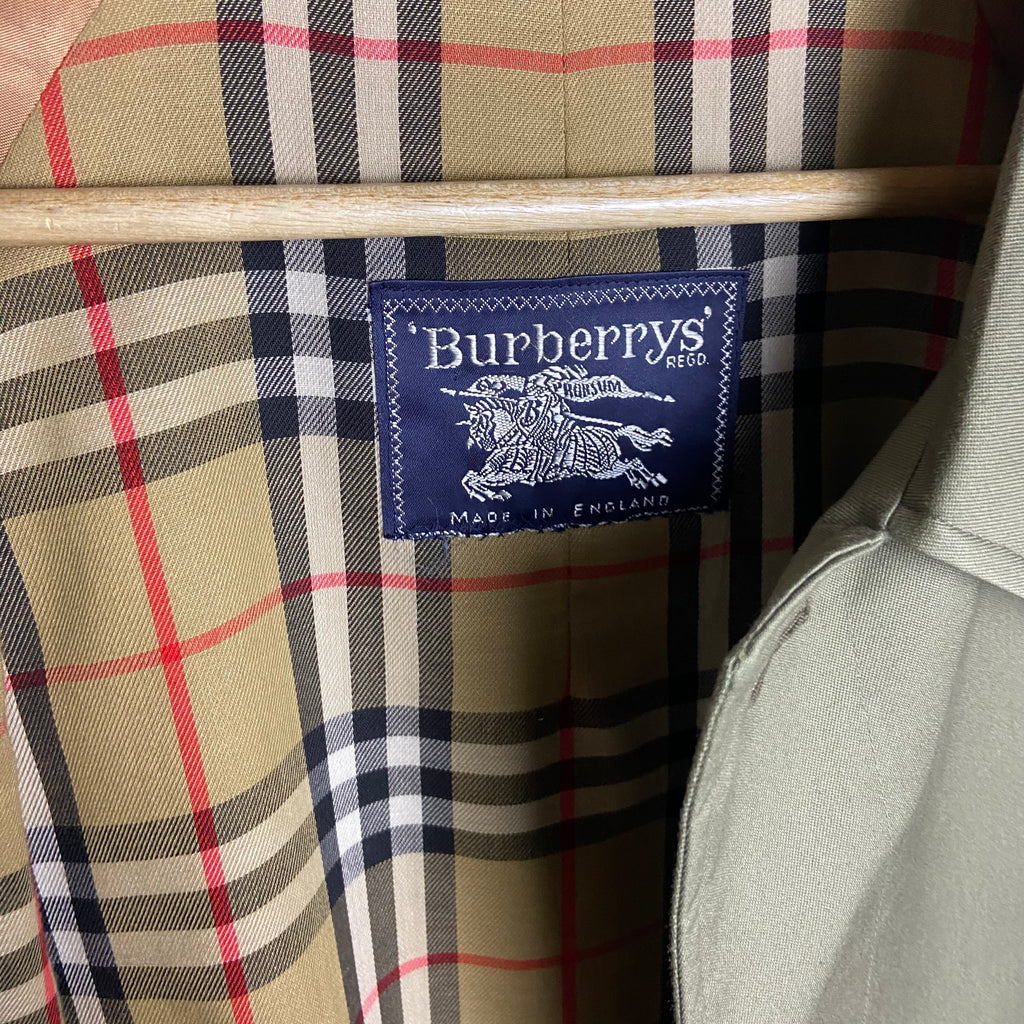 'Burberrys'
REGD.
PRORSUM
B
B
MADE IN ENGLAND